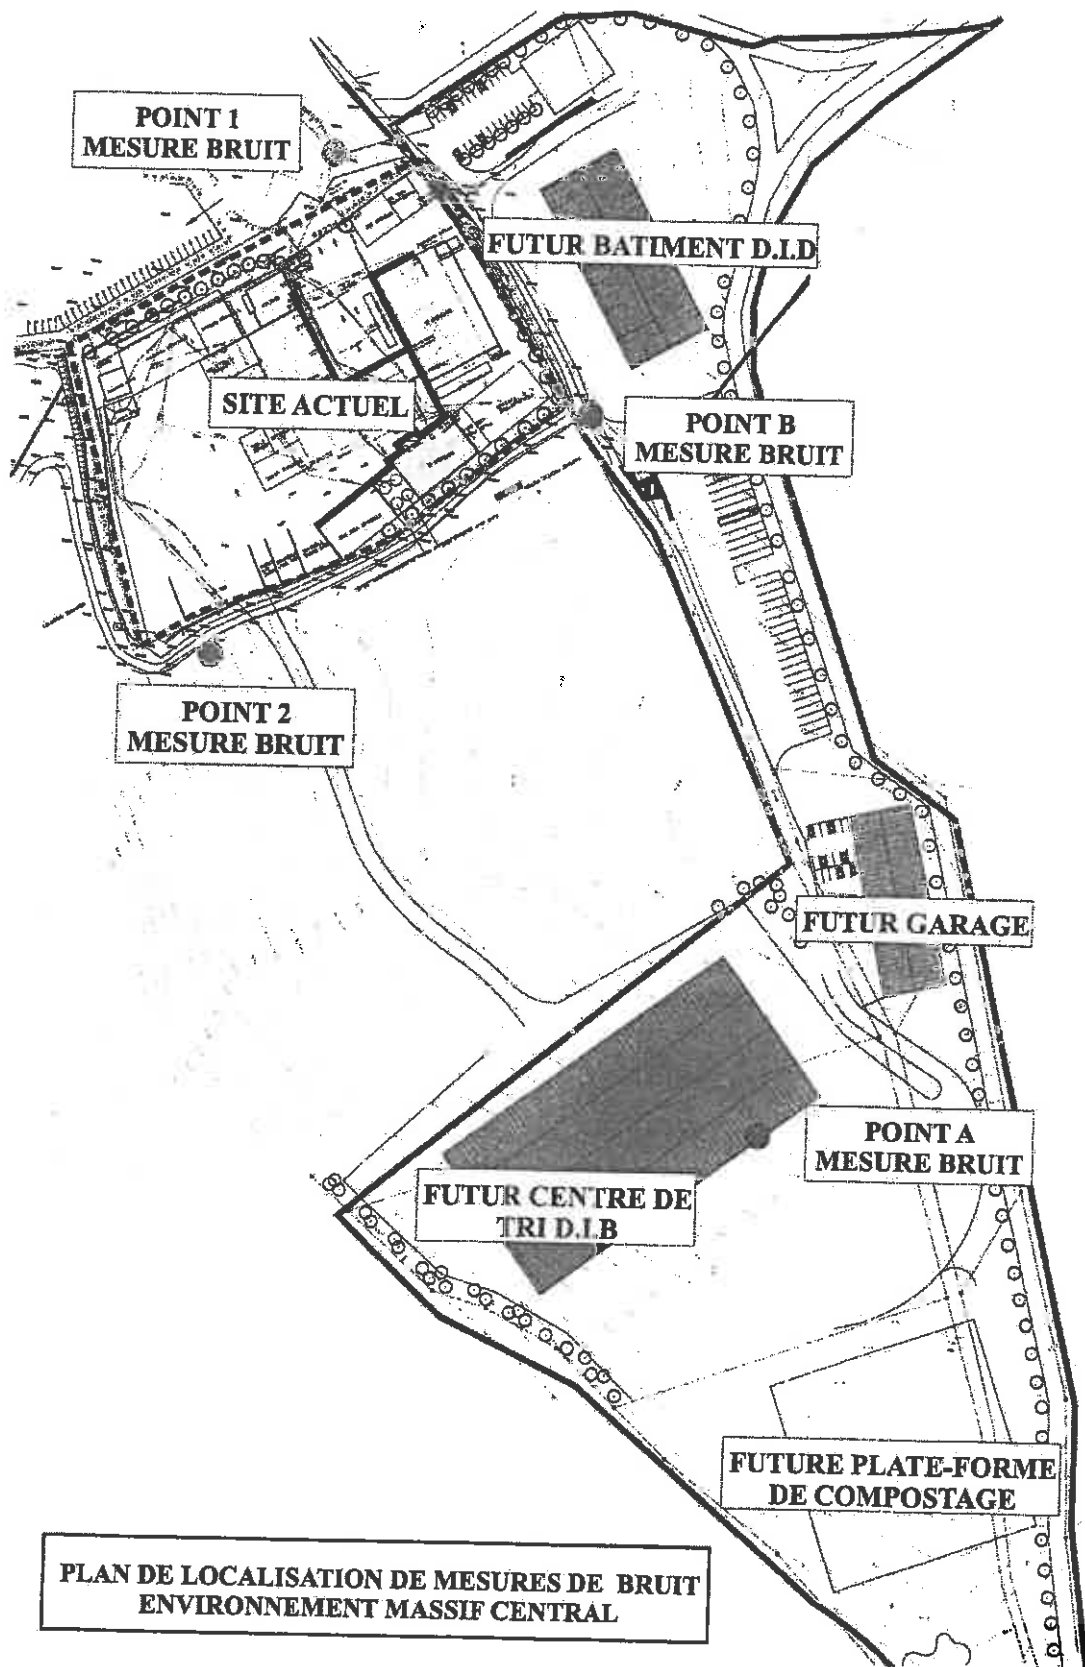 POINT 1
MESURE BRUIT
FUTUR BATIMENT D.I.D
SITE ACTUEL
POINT B
MESURE BRUIT
POINT 2
MESURE BRUIT
FUTUR GARAGE
POINT A
MESURE BRUIT
FUTUR CENTRE DE
TRI D.I.B
FUTURE PLATE-FORME
DE COMPOSTAGE
PLAN DE LOCALISATION DE MESURES DE BRUIT
ENVIRONNEMENT MASSIF CENTRAL